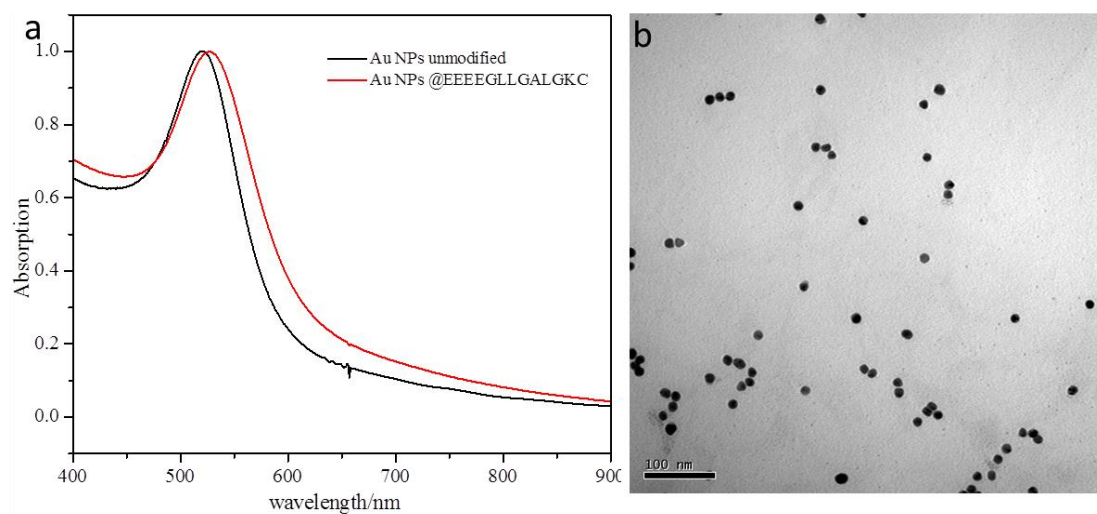 a
Au NPs unmodified
Au NPs @EEEEGLLGALGKC
1.0
0.8
0.6
0.4
0.2
0.0
Absorption
400
500
600
700
800
900
wavelength/nm
b
100 nm